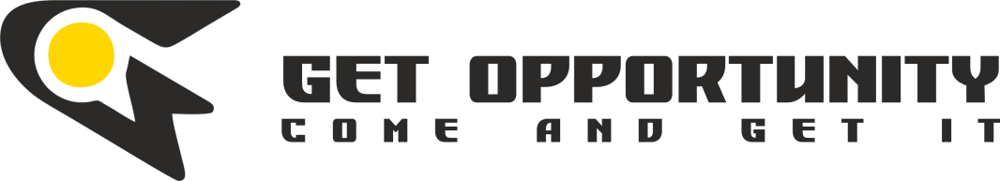 GET OPPORTUNITY
COME AND GET IT